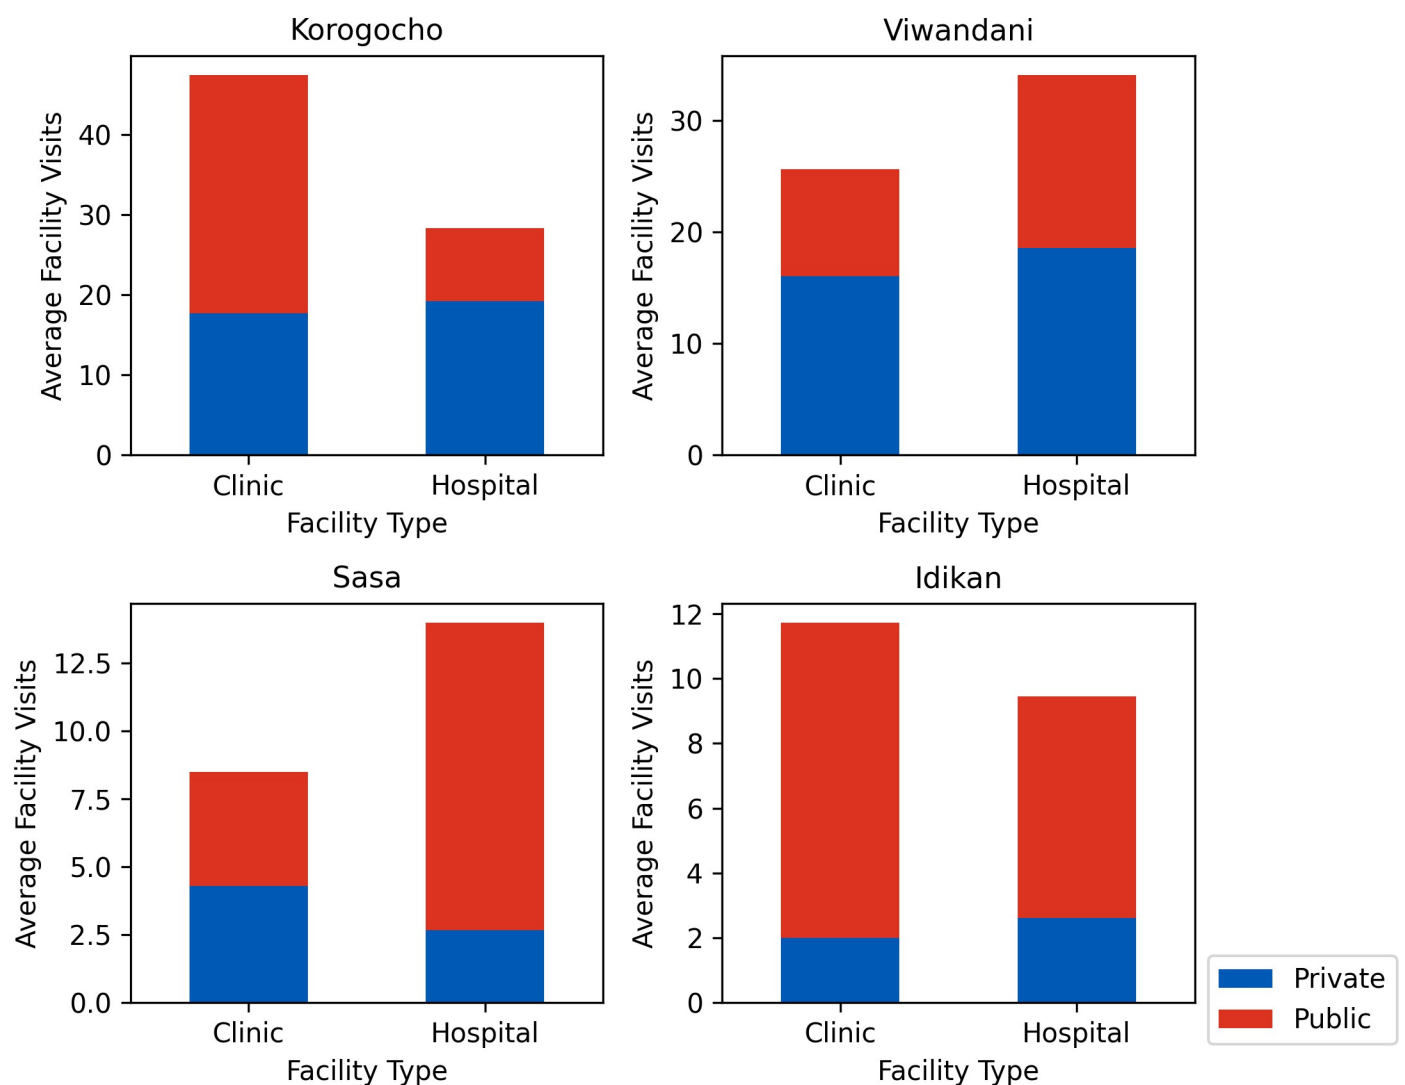 Korogocho
Average Facility Visits
40
30
20
10
0
Clinic Hospital
Facility Type
Viwandani
Average Facility Visits
30
20
10
0
Clinic Hospital
Facility Type
Sasa
Average Facility Visits
12.5
10.0
7.5
5.0
2.5
0.0
Clinic Hospital
Facility Type
Idikan
Average Facility Visits
12
10
8
6
4
2
0
Clinic Hospital
Facility Type
Private
Public